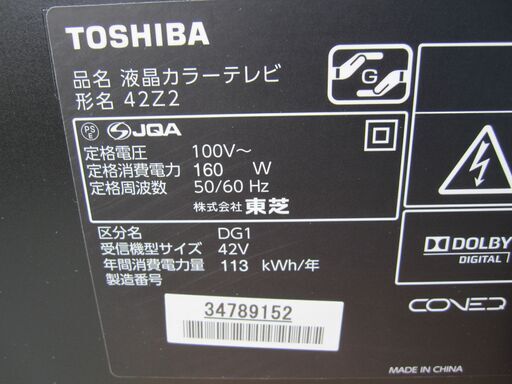 TOSHIBA
品名 液晶カラーテレビ
形名 42Z2
G
PS
E
JQA
定格電圧 100V～
定格消費電力 160 W
定格周波数 50/60 Hz
株式会社 東芝
区分名 DG1
受信機型サイズ 42V
年間消費電力量 113 kWh/年
製造番号
34789152
DOLBY
DIGITAL
CONEQ
MADE IN CHINA